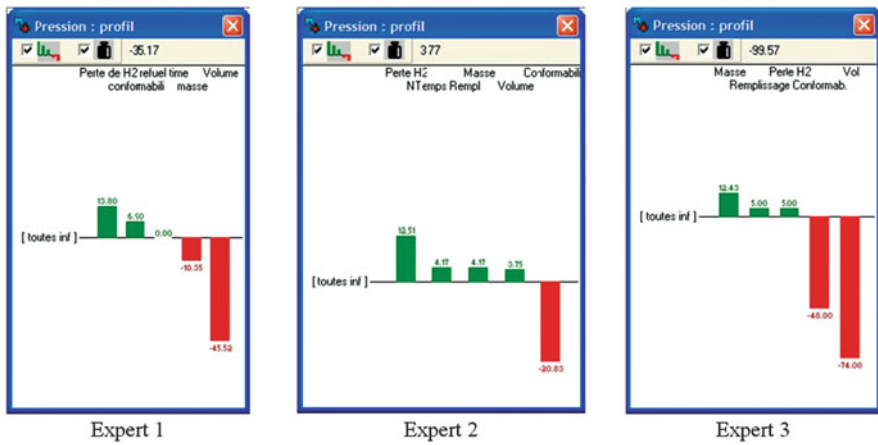 Pression : profil
-35.17
Perte de H2 refuel time Volume
conformabili masse
13.80
6.90
0.00
[ toutes inf ]
-10.35
-45.52
Expert 1
Pression : profil
377
Perte H2 Masse Conformabili
NTemps Rempl Volume
12.51
4.17 4.17 3.75
[ toutes inf ]
-20.83
Expert 2
Pression : profil
-99.57
Masse Perte H2 Vol
Remplissage Conformab.
12.43
5.00 5.00
[ toutes inf ]
-48.00
-74.00
Expert 3